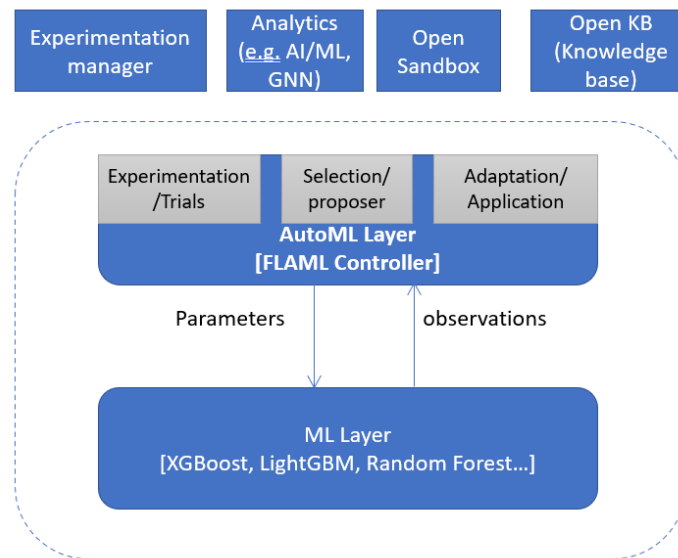 Experimentation
manager
Analytics
(e.g. AI/ML,
GNN)
Open
Sandbox
Open KB
(Knowledge
base)
Experimentation
/Trials
Selection/
proposer
Adaptation/
Application
AutoML Layer
[FLAML Controller]
Parameters
observations
ML Layer
[XGBoost, LightGBM, Random Forest…]